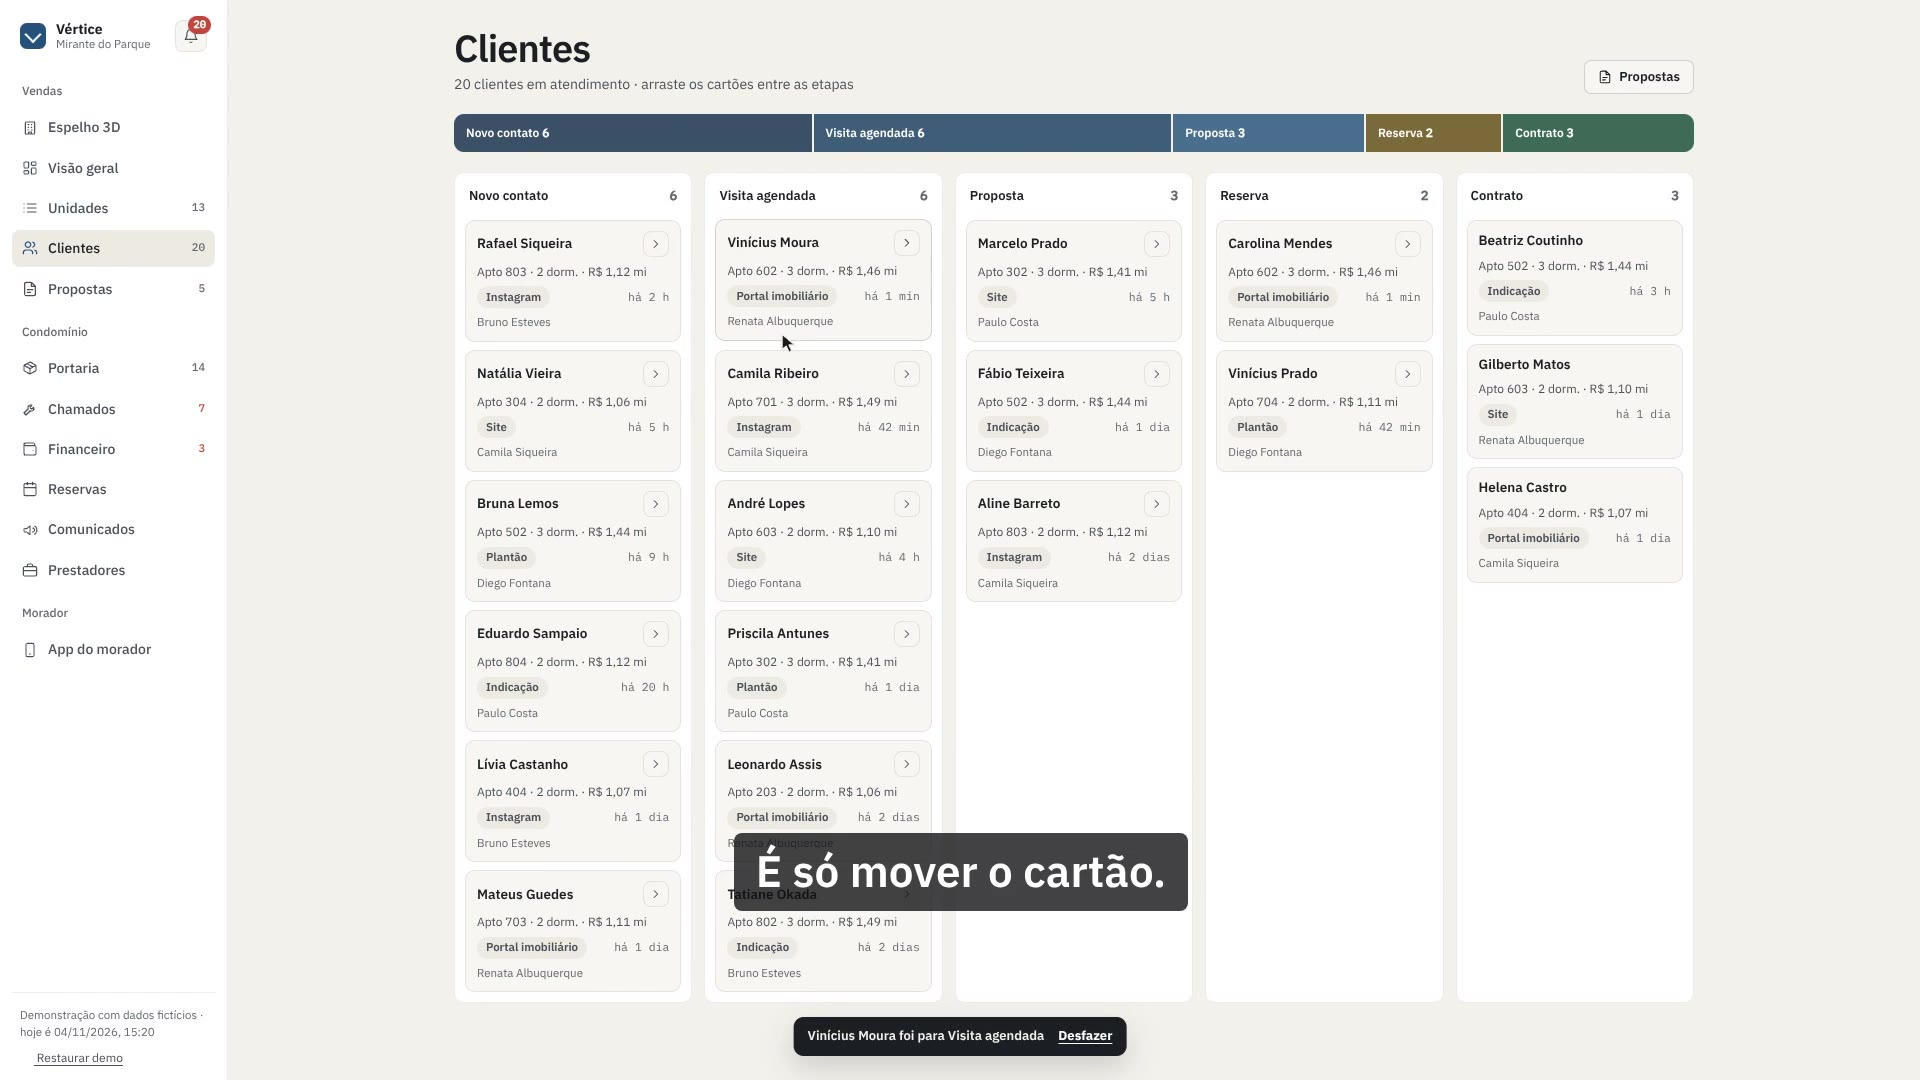 Vértice
Mirante do Parque
20
Vendas
Espelho 3D
Visão geral
Unidades 13
Clientes 20
Propostas 5
Condomínio
Portaria 14
Chamados 7
Financeiro 3
Reservas
Comunicados
Prestadores
Morador
App do morador
Demonstração com dados fictícios ·
hoje é 04/11/2026, 15:20
Restaurar demo
Clientes
20 clientes em atendimento · arraste os cartões entre as etapas
Propostas
Novo contato 6
Visita agendada 6
Proposta 3
Reserva 2
Contrato 3
Novo contato 6
Rafael Siqueira
Apto 803 · 2 dorm. · R$ 1,12 mi
Instagram há 2 h
Bruno Esteves
Natália Vieira
Apto 304 · 2 dorm. · R$ 1,06 mi
Site há 5 h
Camila Siqueira
Bruna Lemos
Apto 502 · 3 dorm. · R$ 1,44 mi
Plantão há 9 h
Diego Fontana
Eduardo Sampaio
Apto 804 · 2 dorm. · R$ 1,12 mi
Indicação há 20 h
Paulo Costa
Lívia Castanho
Apto 404 · 2 dorm. · R$ 1,07 mi
Instagram há 1 dia
Bruno Esteves
Mateus Guedes
Apto 703 · 2 dorm. · R$ 1,11 mi
Portal imobiliário há 1 dia
Renata Albuquerque
Visita agendada 6
Vinícius Moura
Apto 602 · 3 dorm. · R$ 1,46 mi
Portal imobiliário há 1 min
Renata Albuquerque
Camila Ribeiro
Apto 701 · 3 dorm. · R$ 1,49 mi
Instagram há 42 min
Camila Siqueira
André Lopes
Apto 603 · 2 dorm. · R$ 1,10 mi
Site há 4 h
Diego Fontana
Priscila Antunes
Apto 302 · 3 dorm. · R$ 1,41 mi
Plantão há 1 dia
Paulo Costa
Leonardo Assis
Apto 203 · 2 dorm. · R$ 1,06 mi
Portal imobiliário há 2 dias
Renata Albuquerque
Tatiane Okada
Apto 802 · 3 dorm. · R$ 1,49 mi
Indicação há 2 dias
Bruno Esteves
Proposta 3
Marcelo Prado
Apto 302 · 3 dorm. · R$ 1,41 mi
Site há 5 h
Paulo Costa
Fábio Teixeira
Apto 502 · 3 dorm. · R$ 1,44 mi
Indicação há 1 dia
Diego Fontana
Aline Barreto
Apto 803 · 2 dorm. · R$ 1,12 mi
Instagram há 2 dias
Camila Siqueira
Reserva 2
Carolina Mendes
Apto 602 · 3 dorm. · R$ 1,46 mi
Portal imobiliário há 1 min
Renata Albuquerque
Vinícius Prado
Apto 704 · 2 dorm. · R$ 1,11 mi
Plantão há 42 min
Diego Fontana
Contrato 3
Beatriz Coutinho
Apto 502 · 3 dorm. · R$ 1,44 mi
Indicação há 3 h
Paulo Costa
Gilberto Matos
Apto 603 · 2 dorm. · R$ 1,10 mi
Site há 1 dia
Renata Albuquerque
Helena Castro
Apto 404 · 2 dorm. · R$ 1,07 mi
Portal imobiliário há 1 dia
Camila Siqueira
É só mover o cartão.
Vinícius Moura foi para Visita agendada Desfazer